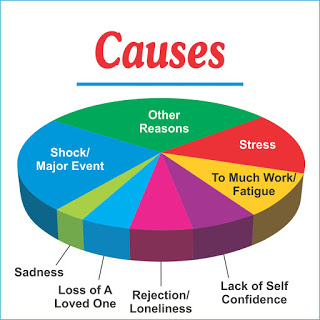 Causes
Other
Reasons
Stress
Shock/
Major Event
To Much Work/
Fatigue
Sadness
Loss of A
Loved One
Rejection/
Loneliness
Lack of Self
Confidence